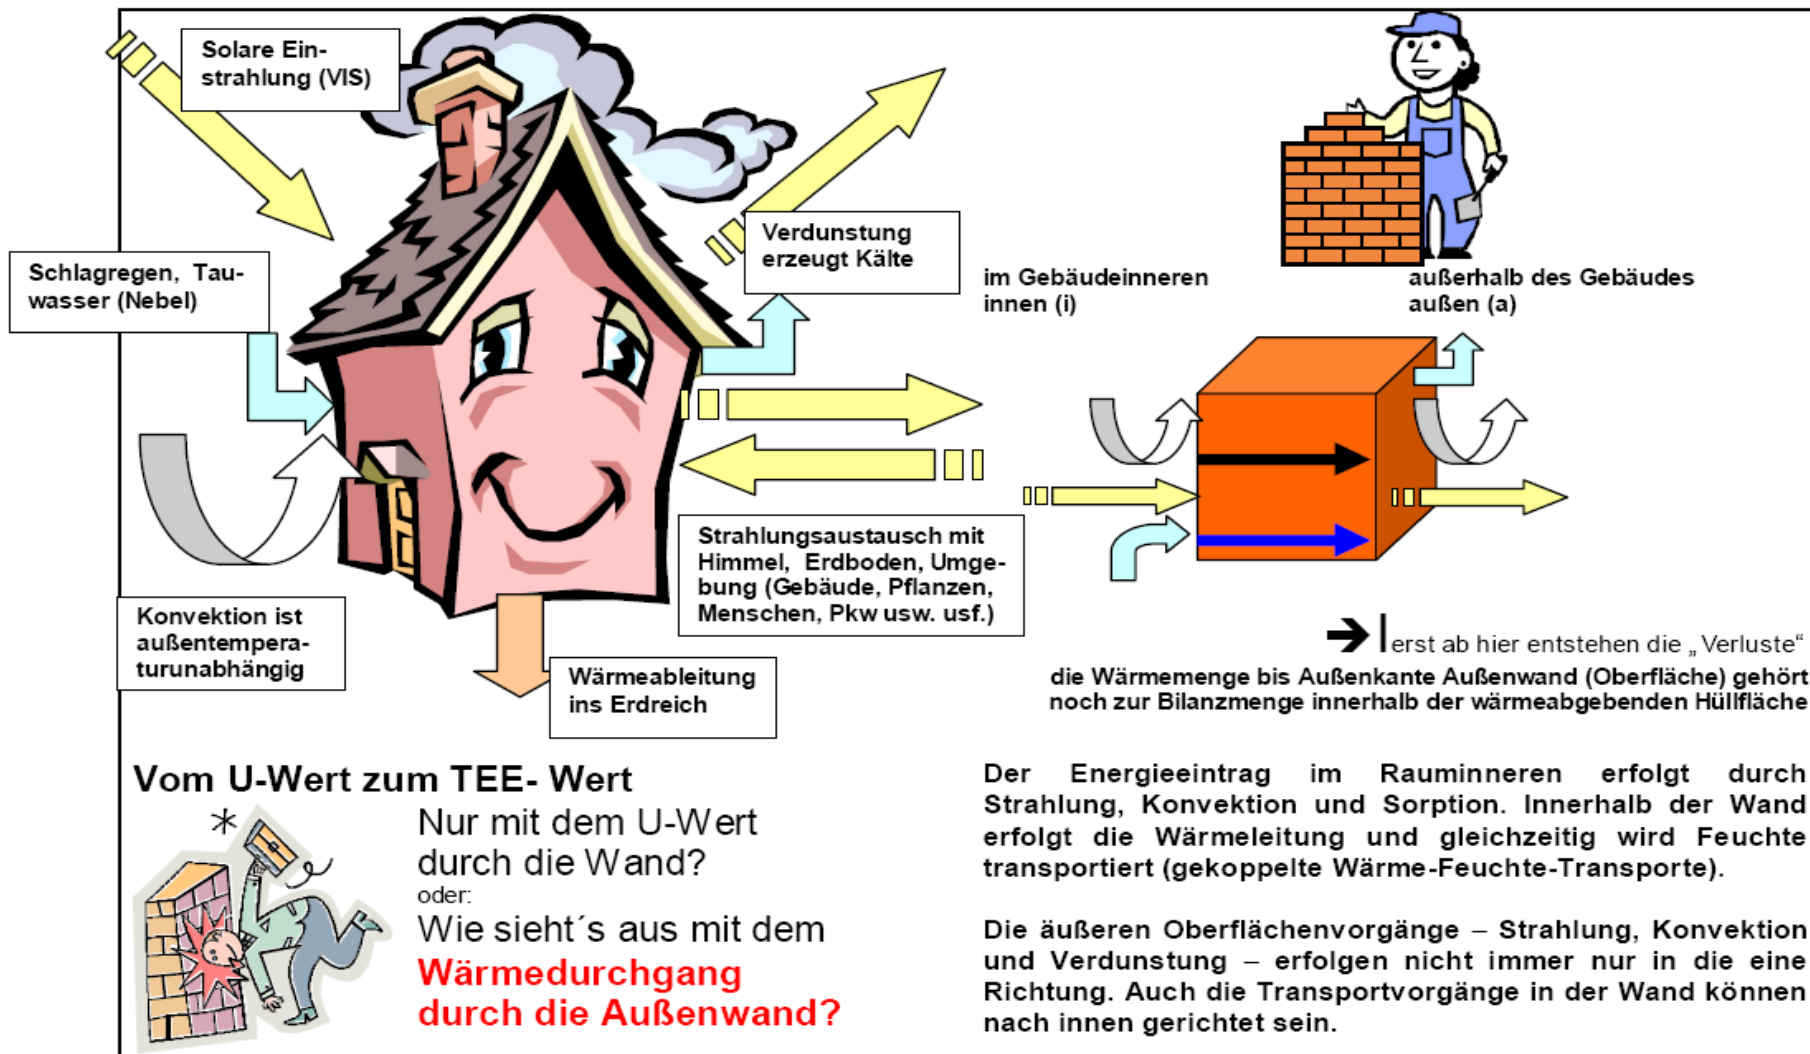 Solare Ein-
strahlung (VIS)
Schlagregen, Tau-
wasser (Nebel)
Verdunstung
erzeugt Kälte
Konvektion ist
außentempera-
turunabhängig
Wärmeableitung
ins Erdreich
Strahlungsaustausch mit
Himmel, Erdboden, Umge-
bung (Gebäude, Pflanzen,
Menschen, Pkw usw. usf.)
im Gebäudeinneren
innen (i)
außerhalb des Gebäudes
außen (a)
erst ab hier entstehen die „Verluste“
die Wärmemenge bis Außenkante Außenwand (Oberfläche) gehört
noch zur Bilanzmenge innerhalb der wärmeabgebenden Hüllfläche
Vom U-Wert zum TEE- Wert
*
Nur mit dem U-Wert
durch die Wand?
oder:
Wie sieht´s aus mit dem
Wärmedurchgang
durch die Außenwand?
Der Energieeintrag im Rauminneren erfolgt durch
Strahlung, Konvektion und Sorption. Innerhalb der Wand
erfolgt die Wärmeleitung und gleichzeitig wird Feuchte
transportiert (gekoppelte Wärme-Feuchte-Transporte).
Die äußeren Oberflächenvorgänge – Strahlung, Konvektion
und Verdunstung – erfolgen nicht immer nur in die eine
Richtung. Auch die Transportvorgänge in der Wand können
nach innen gerichtet sein.